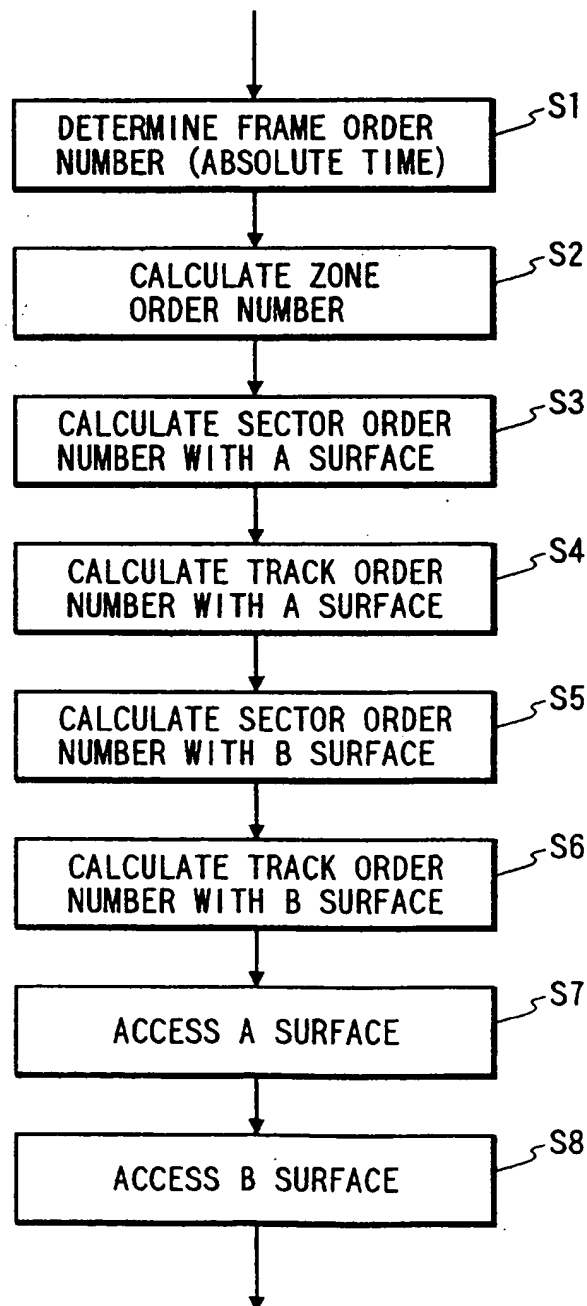 S1
DETERMINE FRAME ORDER
NUMBER (ABSOLUTE TIME)
S2
CALCULATE ZONE
ORDER NUMBER
S3
CALCULATE SECTOR ORDER
NUMBER WITH A SURFACE
S4
CALCULATE TRACK ORDER
NUMBER WITH A SURFACE
S5
CALCULATE SECTOR ORDER
NUMBER WITH B SURFACE
S6
CALCULATE TRACK ORDER
NUMBER WITH B SURFACE
S7
ACCESS A SURFACE
S8
ACCESS B SURFACE